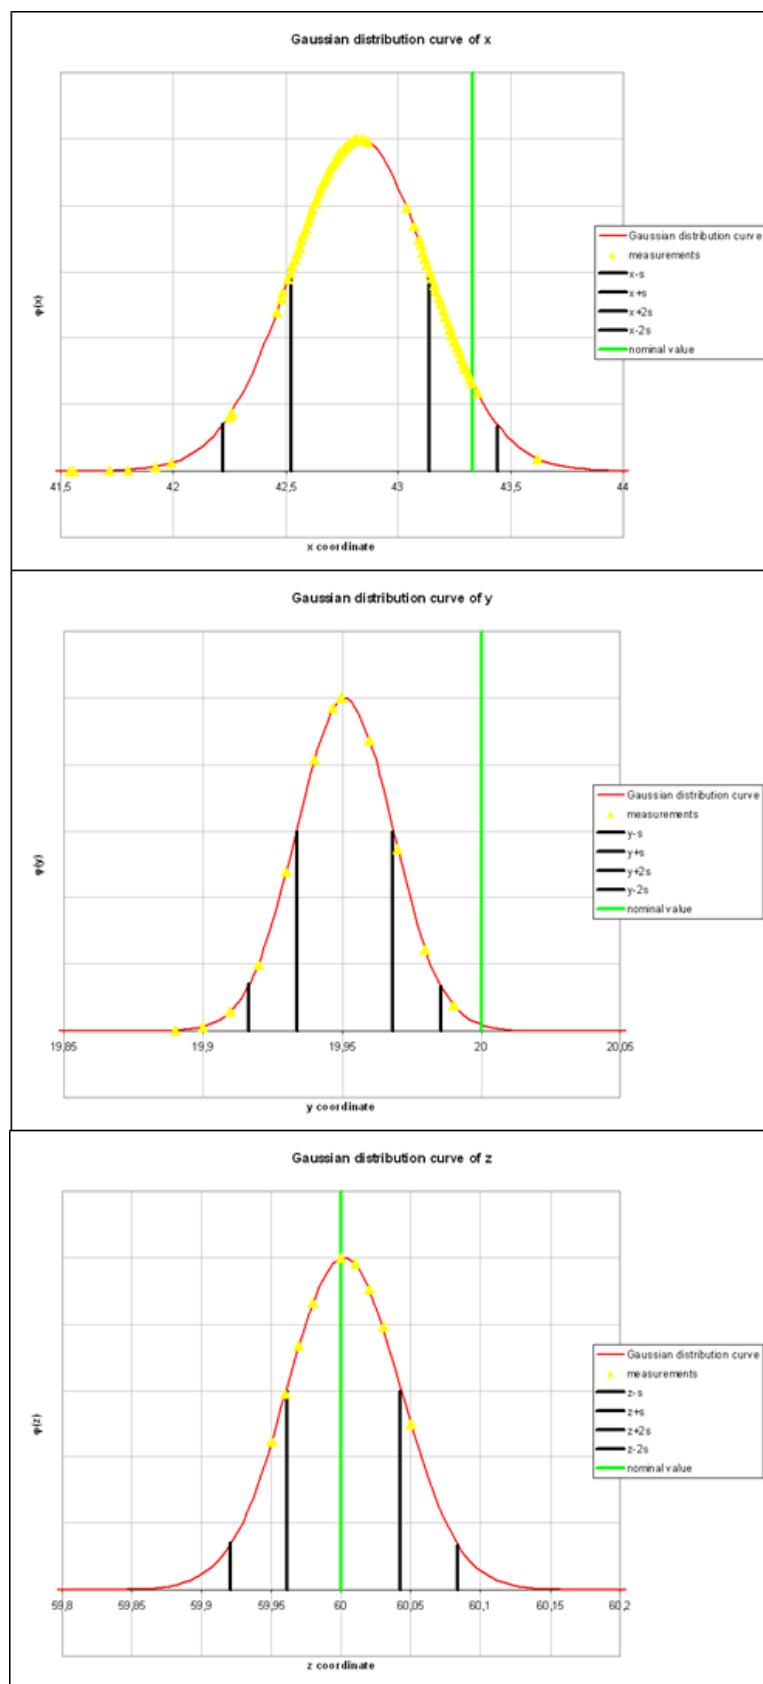 Gaussian distribution curve of x
φ(x)
41,5 42 42,5 43 43,5 44
x coordinate
Gaussian distribution curve
measurements
x-s
x+s
x+2s
x-2s
nominal value
Gaussian distribution curve of y
φ(y)
19,85 19,9 19,95 20 20,05
y coordinate
Gaussian distribution curve
measurements
y-s
y+s
y+2s
y-2s
nominal value
Gaussian distribution curve of z
φ(z)
59,8 59,85 59,9 59,95 60 60,05 60,1 60,15 60,2
z coordinate
Gaussian distribution curve
measurements
z-s
z+s
z+2s
z-2s
nominal value